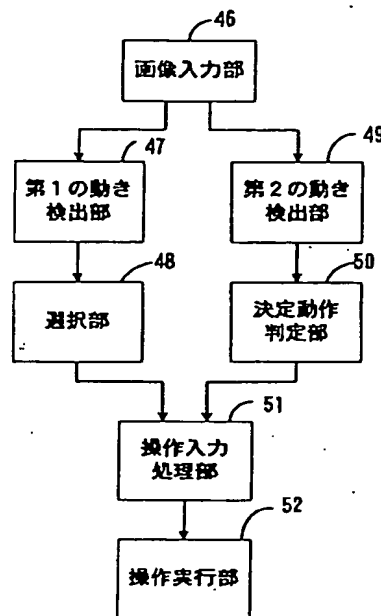 46
画像入力部
47
第1の動き
検出部
49
第2の動き
検出部
48
選択部
50
決定動作
判定部
51
操作入力
処理部
52
操作実行部